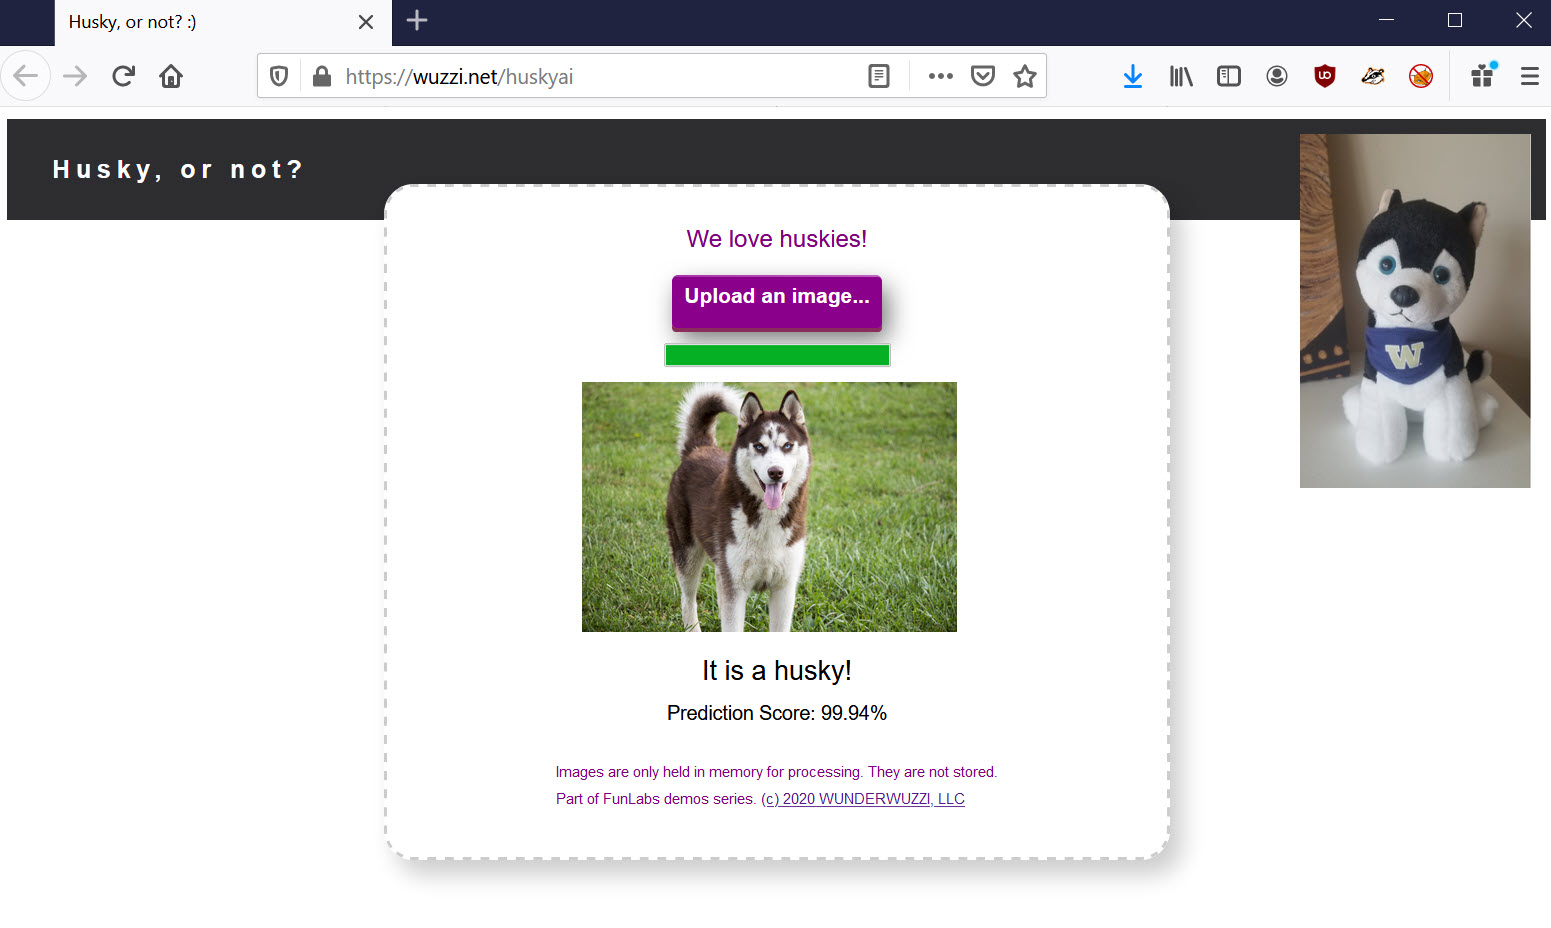 Husky, or not? :)
https://wuzzi.net/huskyai
Husky, or not?
We love huskies!
Upload an image...
W
It is a husky!
Prediction Score: 99.94%
Images are only held in memory for processing. They are not stored.
Part of FunLabs demos series. (c) 2020 WUNDERWUZZI, LLC